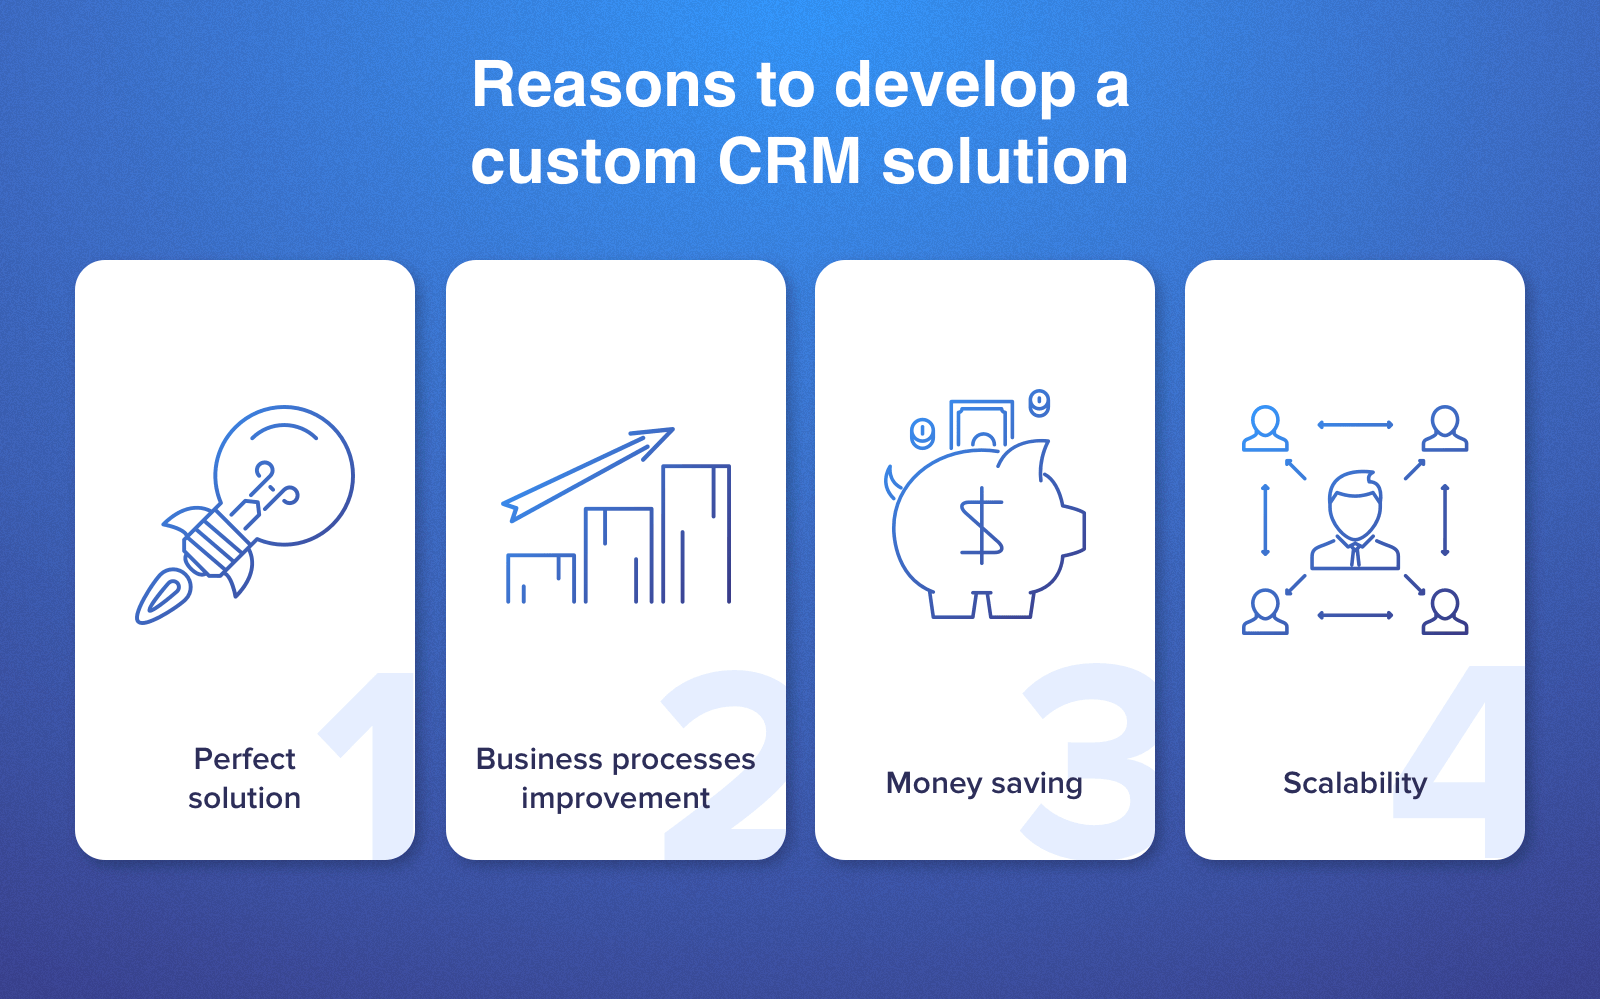 Reasons to develop a
custom CRM solution
1
Perfect
solution
2
Business processes
improvement
3
Money saving
4
Scalability